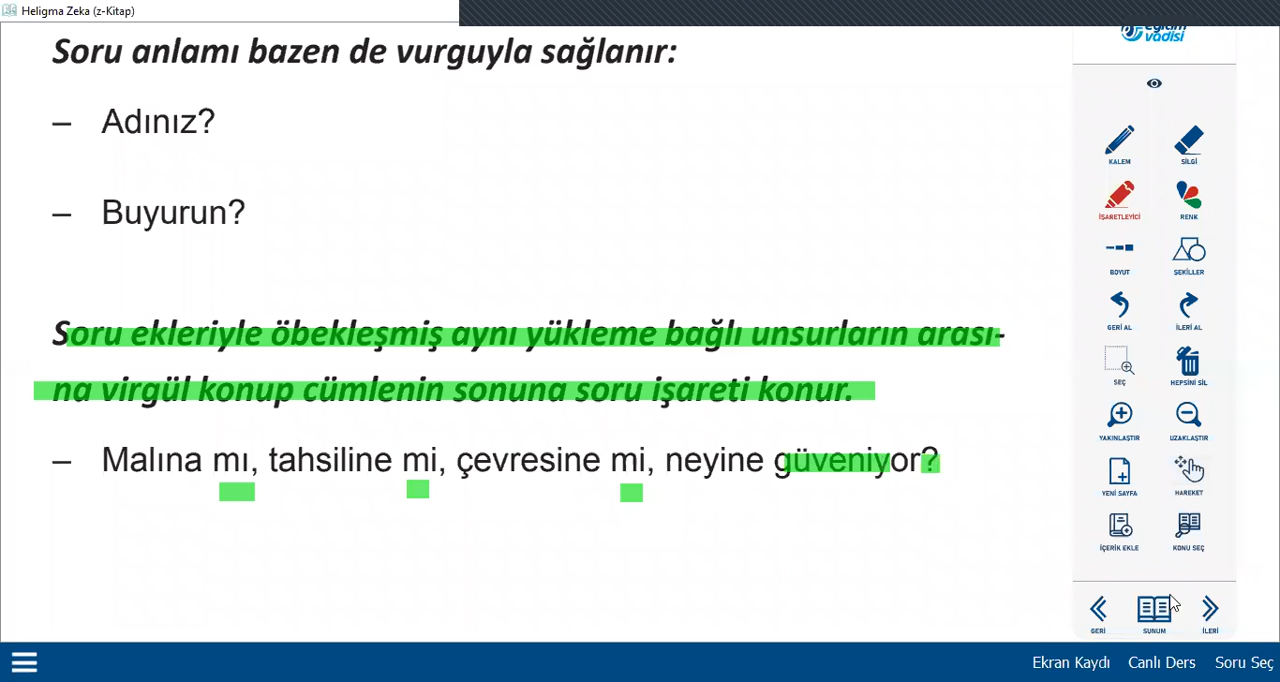 Heligma Zeka (z-Kitap)
eğitim
vadisi
Soru anlamı bazen de vurguyla sağlanır:
– Adınız?
– Buyurun?
Soru ekleriyle öbekleşmiş aynı yükleme bağlı unsurların arası-
na virgül konup cümlenin sonuna soru işareti konur.
– Malına mı, tahsiline mi, çevresine mi, neyine güveniyor?
KALEM
SİLGİ
İŞARETLEYİCİ
RENK
BOYUT
ŞEKİLLER
GERİ AL
İLERİ AL
SEÇ
HEPSİNİ SİL
YAKINLAŞTIR
UZAKLAŞTIR
YENİ SAYFA
HAREKET
İÇERİK EKLE
KONU SEÇ
GERİ
SUNUM
İLERİ
Ekran Kaydı Canlı Ders Soru Seç